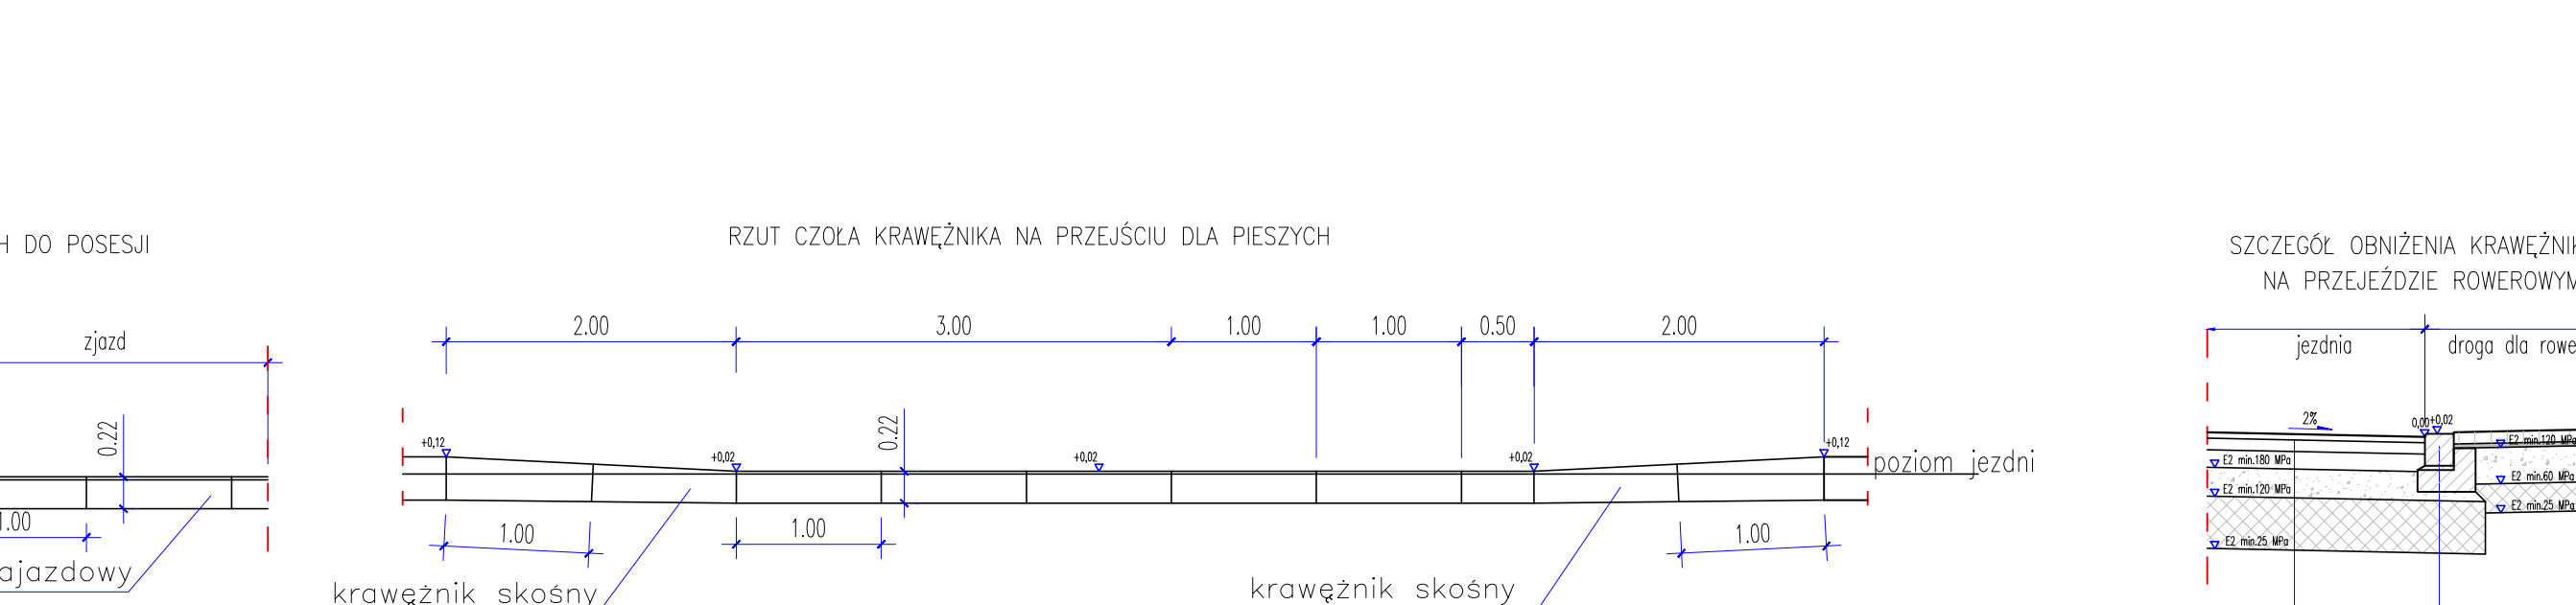 H DO POSESJI
zjazd
0.22
1.00
ajazdowy
RZUT CZOŁA KRAWĘŻNIKA NA PRZEJŚCIU DLA PIESZYCH
2.00 3.00 1.00 1.00 0.50 2.00
0.22
+0,12 +0,02 +0,02 +0,02 +0,12
poziom jezdni
1.00 1.00 1.00
krawężnik skośny krawężnik skośny
SZCZEGÓŁ OBNIŻENIA KRAWĘŻNIK
NA PRZEJEŹDZIE ROWEROWYM
jezdnia droga dla rowe
2% 0,00 +0,02
E2 min.120 MPa
E2 min.180 MPa
E2 min.60 MPa
E2 min.120 MPa
E2 min.25 MPa
E2 min.25 MPa